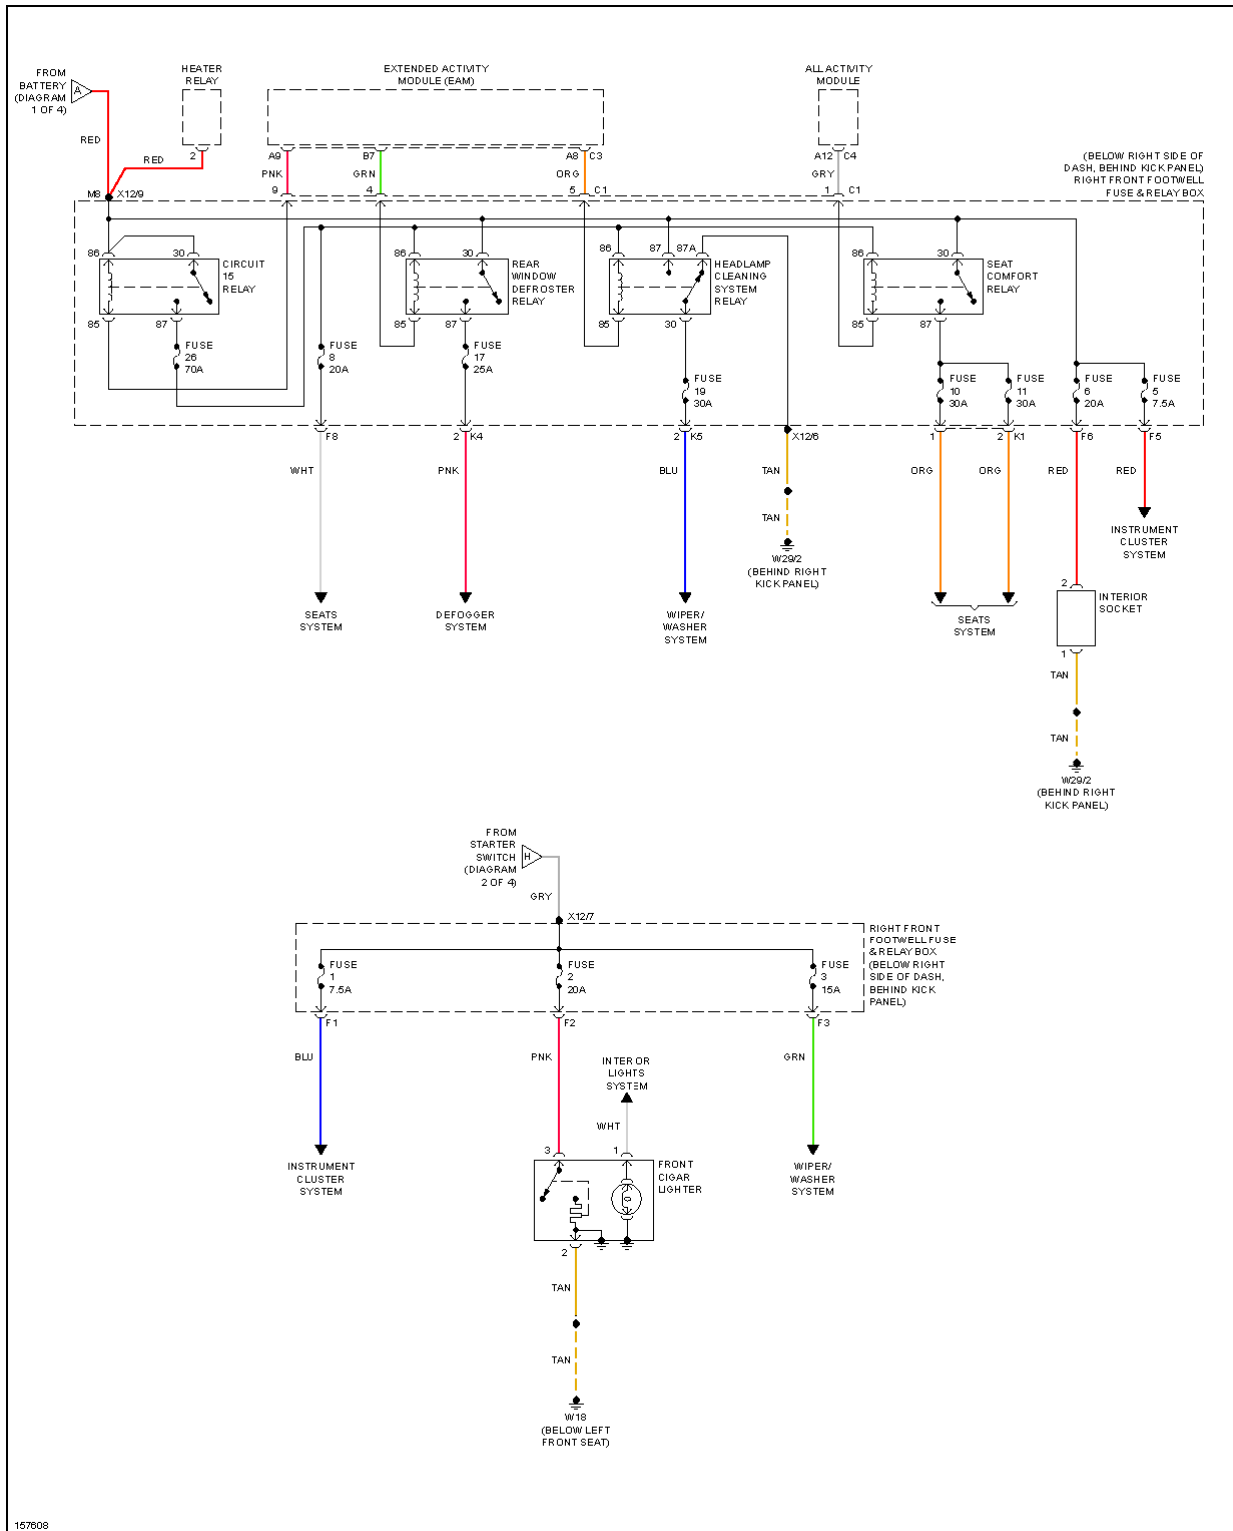 FROM
BATTERY
(DIAGRAM
1 OF 4)
A
RED
HEATER
RELAY
2
RED
EXTENDED ACTIVITY
MODULE (EAM)
A9
B7
A8
C3
PNK
GRN
ORG
9
4
5
C1
ALL ACTIVITY
MODULE
A12
C4
GRY
1
C1
(BELOW RIGHT SIDE OF
DASH, BEHIND KICK PANEL)
RIGHT FRONT FOOTWELL
FUSE & RELAY BOX
M8
X12/9
86
30
CIRCUIT
15
RELAY
85
87
FUSE
26
70A
FUSE
8
20A
86
30
REAR
WINDOW
DEFROSTER
RELAY
85
87
FUSE
17
25A
86
87
87A
HEADLAMP
CLEANING
SYSTEM
RELAY
85
30
FUSE
19
30A
86
30
SEAT
COMFORT
RELAY
85
87
FUSE
10
30A
FUSE
11
30A
FUSE
6
20A
FUSE
5
7.5A
F8
2
K4
2
K5
X12/6
1
2
K1
F6
F5
WHT
PNK
BLU
TAN
ORG
ORG
RED
RED
TAN
W29/2
(BEHIND RIGHT
KICK PANEL)
INSTRUMENT
CLUSTER
SYSTEM
SEATS
SYSTEM
DEFOGGER
SYSTEM
WIPER/
WASHER
SYSTEM
SEATS
SYSTEM
2
INTERIOR
SOCKET
1
TAN
TAN
W29/2
(BEHIND RIGHT
KICK PANEL)
FROM
STARTER
SWITCH
(DIAGRAM
2 OF 4)
H
GRY
X12/7
RIGHT FRONT
FOOTWELL FUSE
& RELAY BOX
(BELOW RIGHT
SIDE OF DASH,
BEHIND KICK
PANEL)
FUSE
1
7.5A
FUSE
2
20A
FUSE
3
15A
F1
F2
F3
BLU
PNK
GRN
INTERIOR
LIGHTS
SYSTEM
WHT
INSTRUMENT
CLUSTER
SYSTEM
3
1
FRONT
CIGAR
LIGHTER
WIPER/
WASHER
SYSTEM
2
TAN
TAN
W18
(BELOW LEFT
FRONT SEAT)
157608